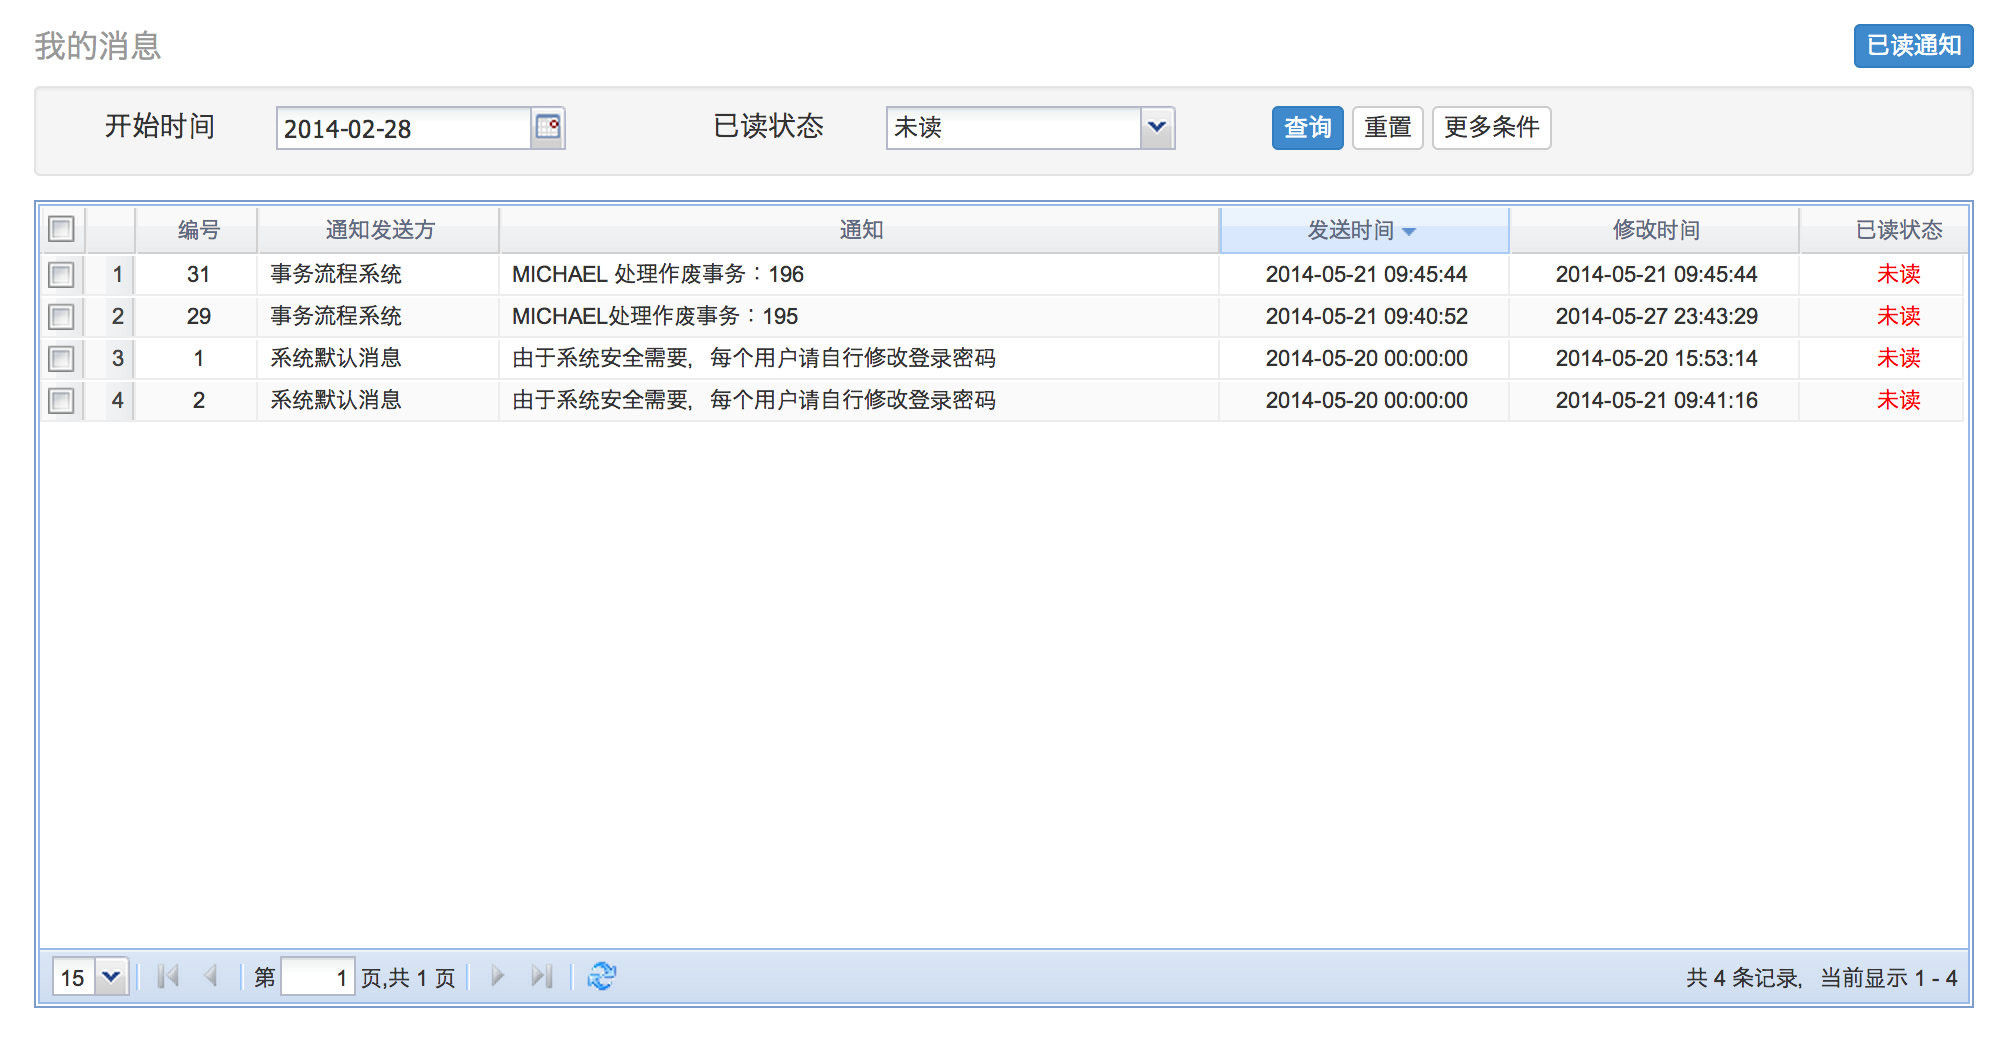 我的消息 已读通知
开始时间 2014-02-28 已读状态 未读 查询 重置 更多条件
编号 通知发送方 通知 发送时间 修改时间 已读状态
1 31 事务流程系统 MICHAEL 处理作废事务：196 2014-05-21 09:45:44 2014-05-21 09:45:44 未读
2 29 事务流程系统 MICHAEL处理作废事务：195 2014-05-21 09:40:52 2014-05-27 23:43:29 未读
3 1 系统默认消息 由于系统安全需要，每个用户请自行修改登录密码 2014-05-20 00:00:00 2014-05-20 15:53:14 未读
4 2 系统默认消息 由于系统安全需要，每个用户请自行修改登录密码 2014-05-20 00:00:00 2014-05-21 09:41:16 未读
15 第 1 页,共 1 页 共 4 条记录，当前显示 1 - 4